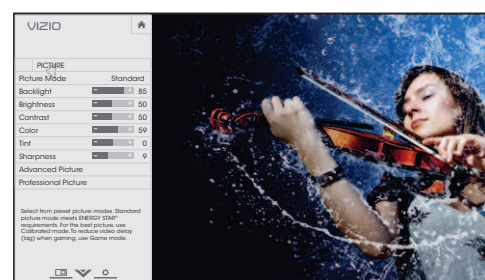 VIZIO
PICTURE
Picture Mode Standard
Backlight 85
Brightness 50
Contrast 50
Color 59
Tint 0
Sharpness 9
Advanced Picture
Professional Picture
Select from preset picture modes. Standard
picture mode meets ENERGY STAR®
requirements. For the best picture, use
Calibrated mode. To reduce video delay
(lag) when gaming, use Game mode.